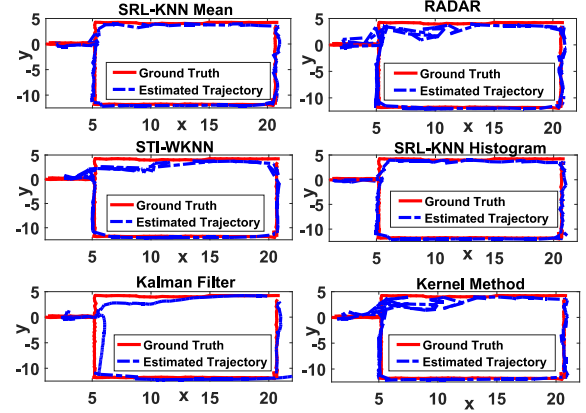 SRL-KNN Mean
5
0
-5
-10
y
Ground Truth
Estimated Trajectory
5 10 15 20
x
RADAR
5
0
-5
-10
y
Ground Truth
Estimated Trajectory
5 10 15 20
x
STI-WKNN
5
0
-5
-10
y
Ground Truth
Estimated Trajectory
5 10 15 20
x
SRL-KNN Histogram
5
0
-5
-10
y
Ground Truth
Estimated Trajectory
5 10 15 20
x
Kalman Filter
5
0
-5
-10
y
Ground Truth
Estimated Trajectory
5 10 15 20
x
Kernel Method
5
0
-5
-10
y
Ground Truth
Estimated Trajectory
5 10 15 20
x